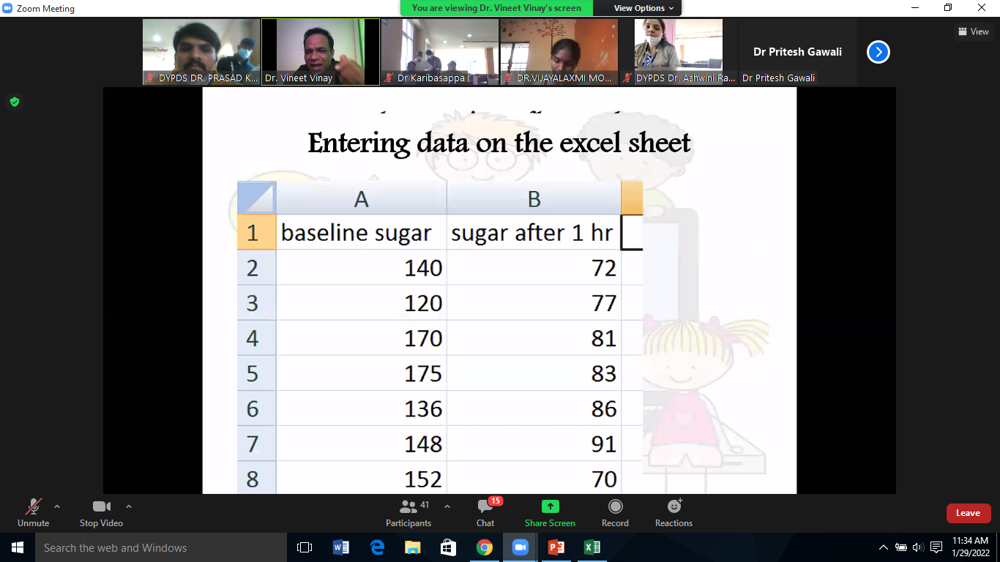 Zoom Meeting
You are viewing Dr. Vineet Vinay's screen
View Options
DYPDS DR. PRASAD K...
Dr. Vineet Vinay
Dr Karibasappa
DR.VIJAYALAXMI MO...
DYPDS Dr. Ashwini Ra...
Dr Pritesh Gawali
Dr Pritesh Gawali
View
Entering data on the excel sheet
A B
1 baseline sugar sugar after 1 hr
2 140 72
3 120 77
4 170 81
5 175 83
6 136 86
7 148 91
8 152 70
Unmute
Stop Video
41
Participants
15
Chat
Share Screen
Record
Reactions
Leave
Search the web and Windows
11:34 AM
1/29/2022